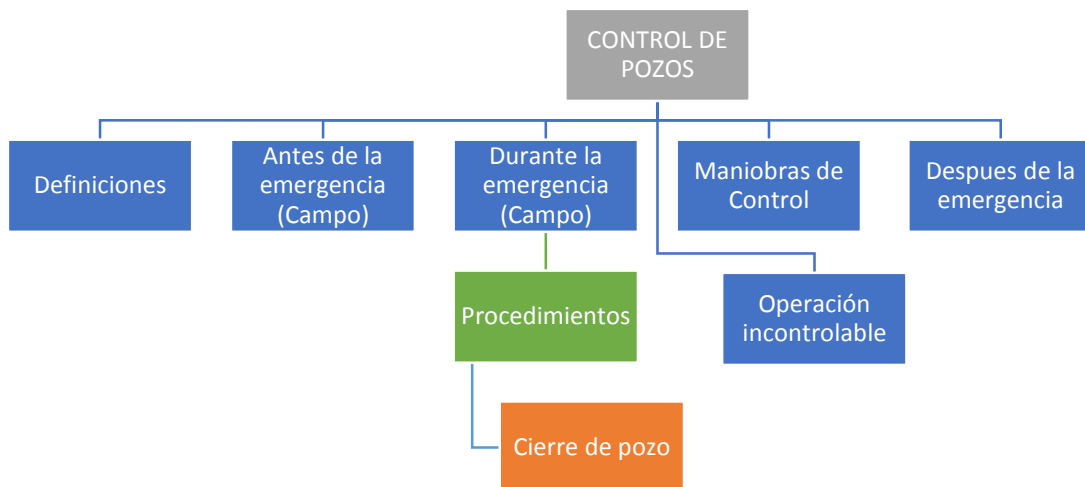 CONTROL DE
POZOS
Definiciones
Antes de la
emergencia
(Campo)
Durante la
emergencia
(Campo)
Maniobras de
Control
Despues de la
emergencia
Procedimientos
Operación
incontrolable
Cierre de pozo